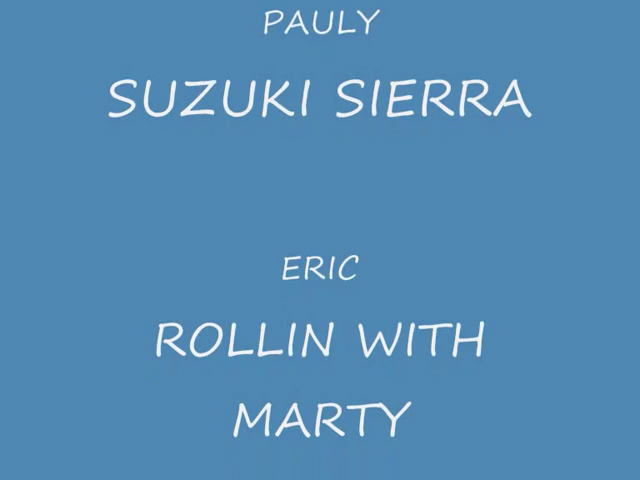 PAULY
SUZUKI SIERRA
ERIC
ROLLIN WITH
MARTY